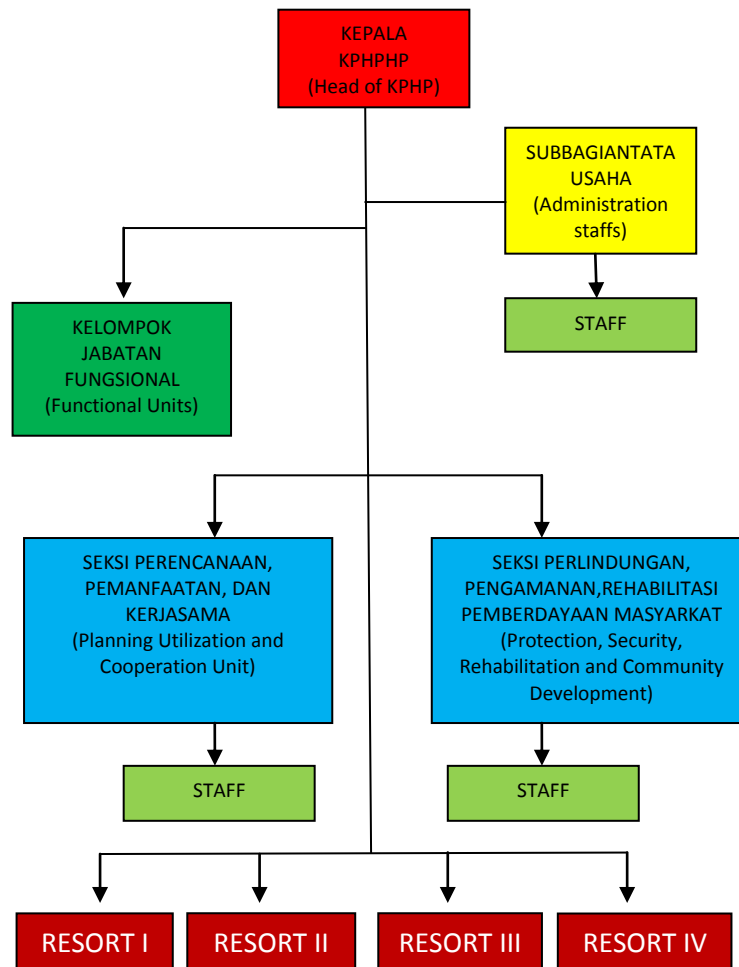 KEPALA
KPHPHP
(Head of KPHP)
SUBBAGIANTATA
USAHA
(Administration
staffs)
STAFF
KELOMPOK
JABATAN
FUNGSIONAL
(Functional Units)
SEKSI PERENCANAAN,
PEMANFAATAN, DAN
KERJASAMA
(Planning Utilization and
Cooperation Unit)
SEKSI PERLINDUNGAN,
PENGAMANAN,REHABILITASI
PEMBERDAYAAN MASYARKAT
(Protection, Security,
Rehabilitation and Community
Development)
STAFF
STAFF
RESORT I
RESORT II
RESORT III
RESORT IV